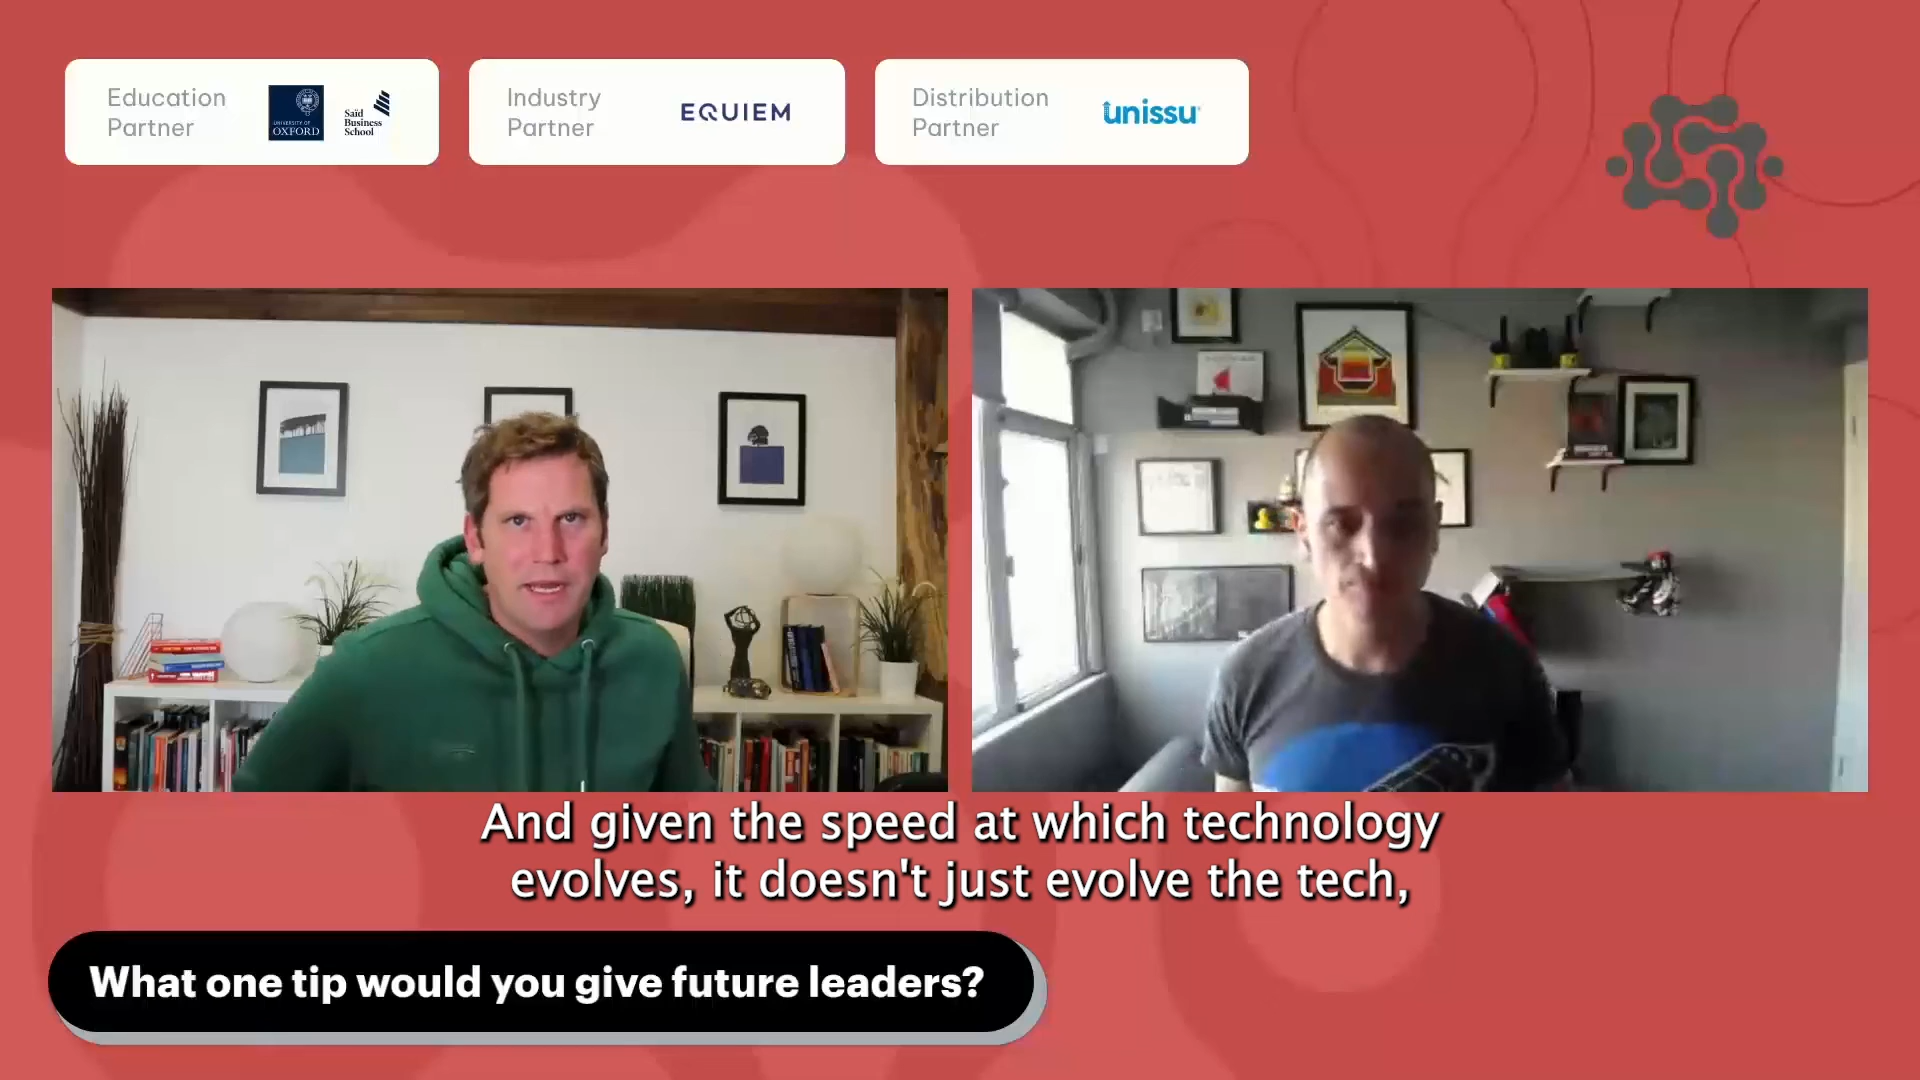 Education
Partner
UNIVERSITY OF
OXFORD
Saïd
Business
School
Industry
Partner
EQUIEM
Distribution
Partner
unissu
And given the speed at which technology
evolves, it doesn't just evolve the tech,
What one tip would you give future leaders?